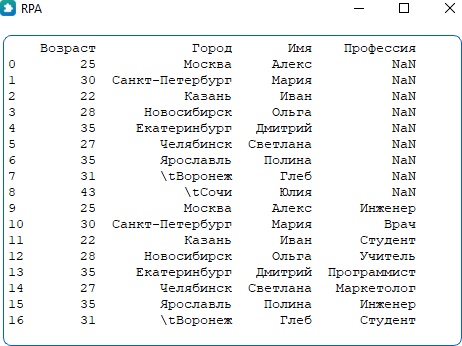 RPA
Возраст Город Имя Профессия
0 25 Москва Алекс NaN
1 30 Санкт-Петербург Мария NaN
2 22 Казань Иван NaN
3 28 Новосибирск Ольга NaN
4 35 Екатеринбург Дмитрий NaN
5 27 Челябинск Светлана NaN
6 35 Ярославль Полина NaN
7 31 \tВоронеж Глеб NaN
8 43 \tСочи Юлия NaN
9 25 Москва Алекс Инженер
10 30 Санкт-Петербург Мария Врач
11 22 Казань Иван Студент
12 28 Новосибирск Ольга Учитель
13 35 Екатеринбург Дмитрий Программист
14 27 Челябинск Светлана Маркетолог
15 35 Ярославль Полина Инженер
16 31 \tВоронеж Глеб Студент